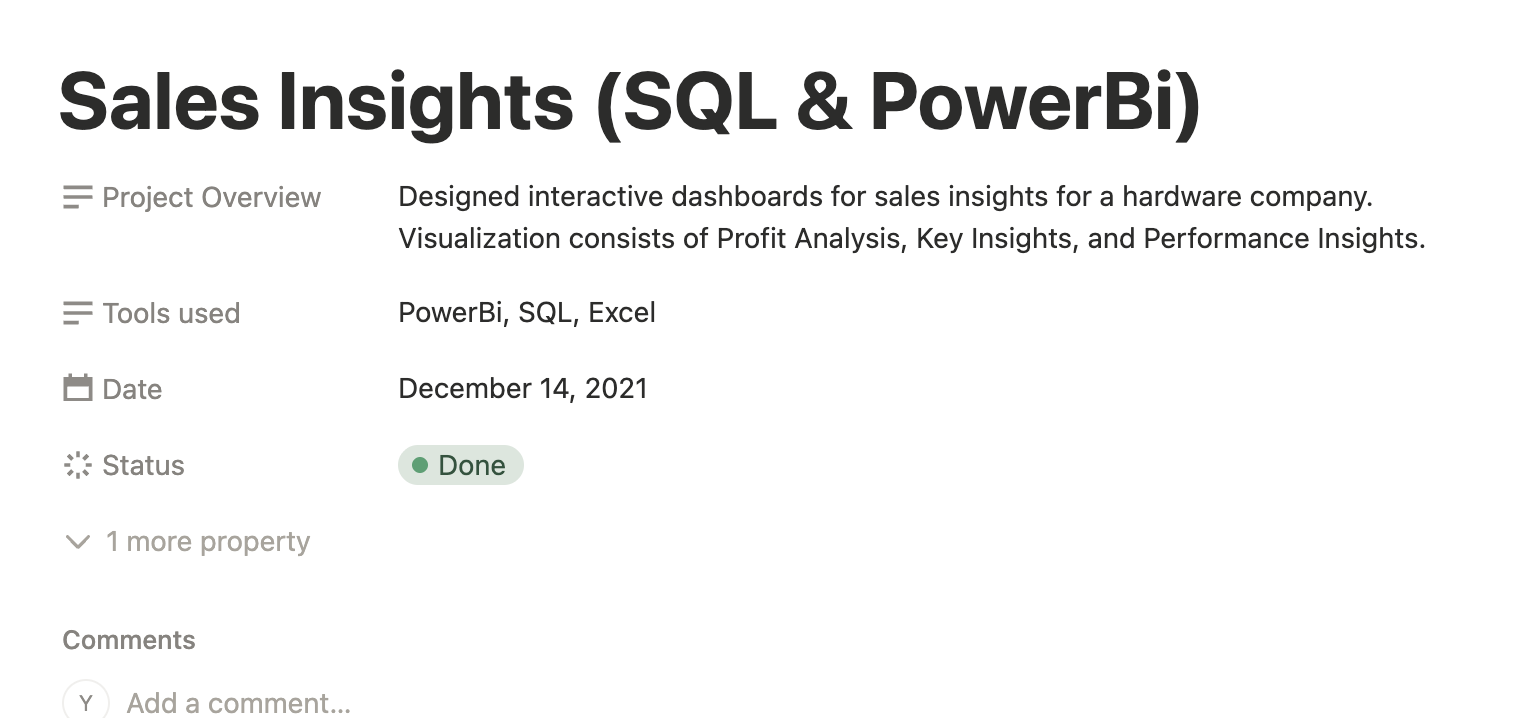 Sales Insights (SQL & PowerBi)
Project Overview
Designed interactive dashboards for sales insights for a hardware company.
Visualization consists of Profit Analysis, Key Insights, and Performance Insights.
Tools used
PowerBi, SQL, Excel
Date
December 14, 2021
Status
Done
1 more property
Comments
Y
Add a comment...